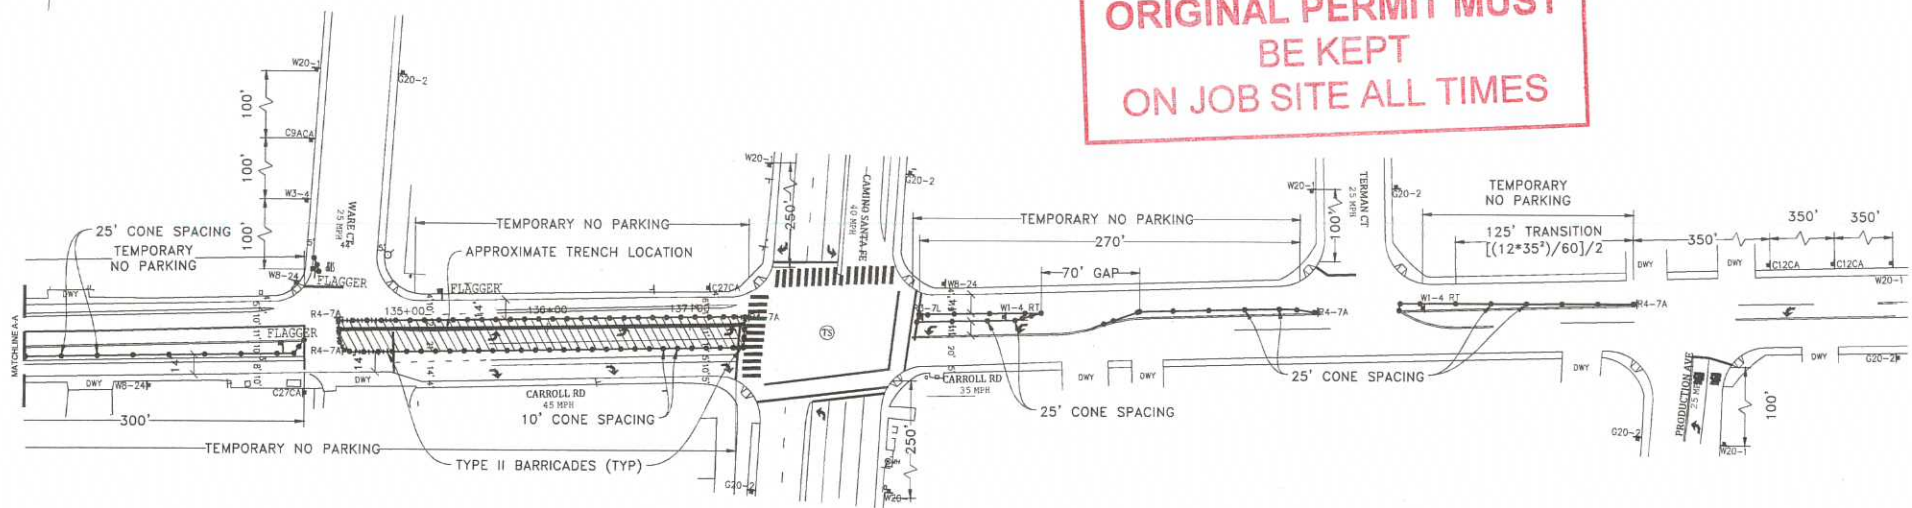 ORIGINAL PERMIT MUST
BE KEPT
ON JOB SITE ALL TIMES
W20-1
G20-2
100'
C9ACA
100'
W3-4
100'
WARE CT
25 MPH
25' CONE SPACING
TEMPORARY
NO PARKING
W8-24
FLAGGER
DWY
MATCHLINE A-A
FLAGGER
R4-7A
R4-7A
14'
DWY
W8-24
C27CA
300'
TEMPORARY NO PARKING
TEMPORARY NO PARKING
APPROXIMATE TRENCH LOCATION
FLAGGER
14'
C27CA
135+00
136+00
DWY
CARROLL RD
45 MPH
10' CONE SPACING
TYPE II BARRICADES (TYP)
G20-2
W20-1
250'
CAMINO SANTA FE
40 MPH
G20-2
TS
250'
TEMPORARY NO PARKING
270'
W8-24
70' GAP
W1-4 RT
R4-7A
CARROLL RD
35 MPH
DWY
DWY
25' CONE SPACING
25' CONE SPACING
W20-1
100'
TERMAN CT
25 MPH
G20-2
TEMPORARY
NO PARKING
125' TRANSITION
[(12*35²)/60]/2
350'
350'
350'
DWY
DWY
C12CA
C12CA
W20-1
W1-4 RT
R4-7A
DWY
DWY
G20-2
PRODUCTION AVE
25 MPH
100'
G20-2
W20-1